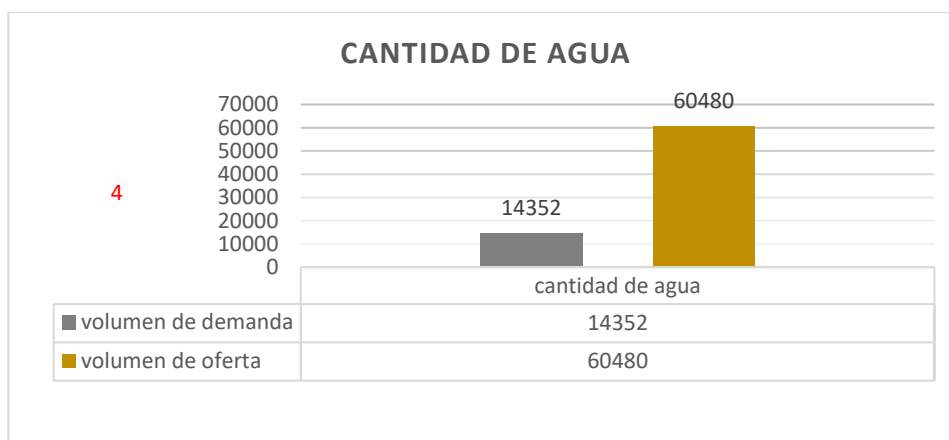 CANTIDAD DE AGUA
70000
60000
50000
40000
30000
20000
10000
0
4
14352
60480
cantidad de agua
volumen de demanda 14352
volumen de oferta 60480